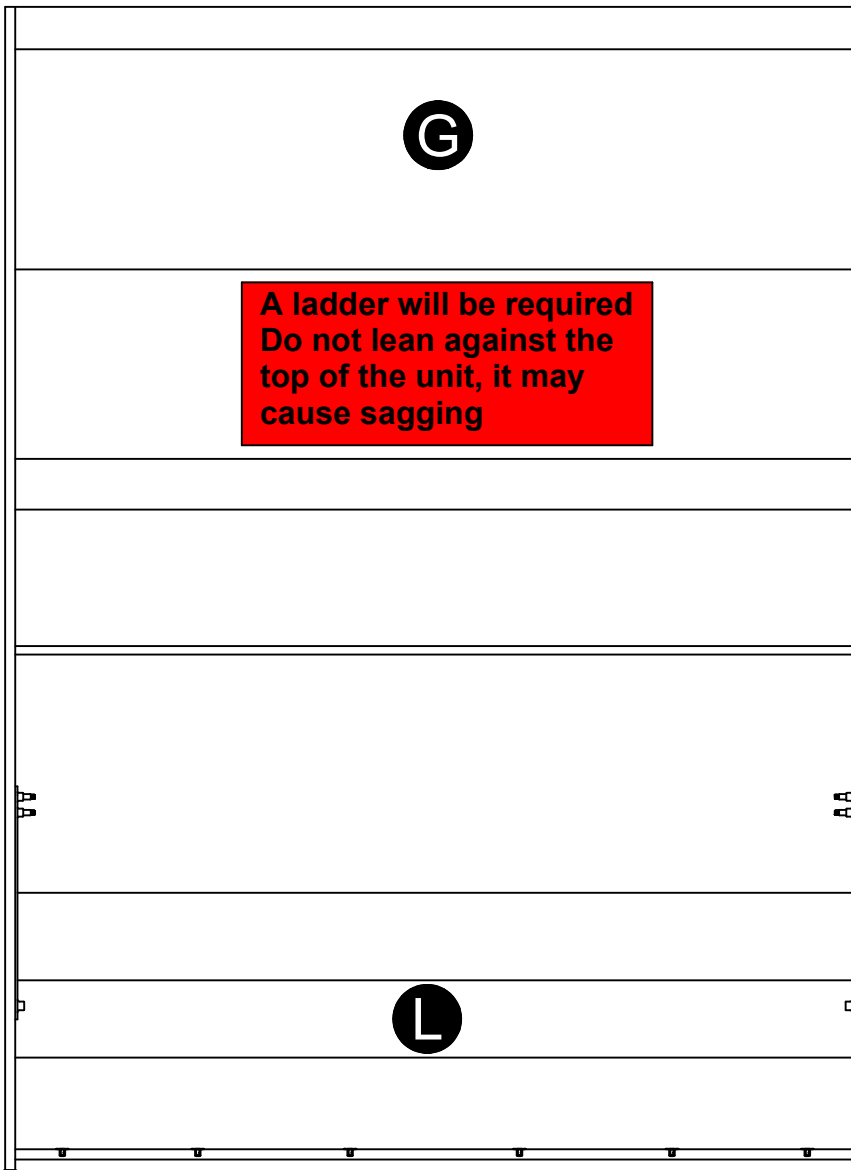 G
A ladder will be required
Do not lean against the
top of the unit, it may
cause sagging
L